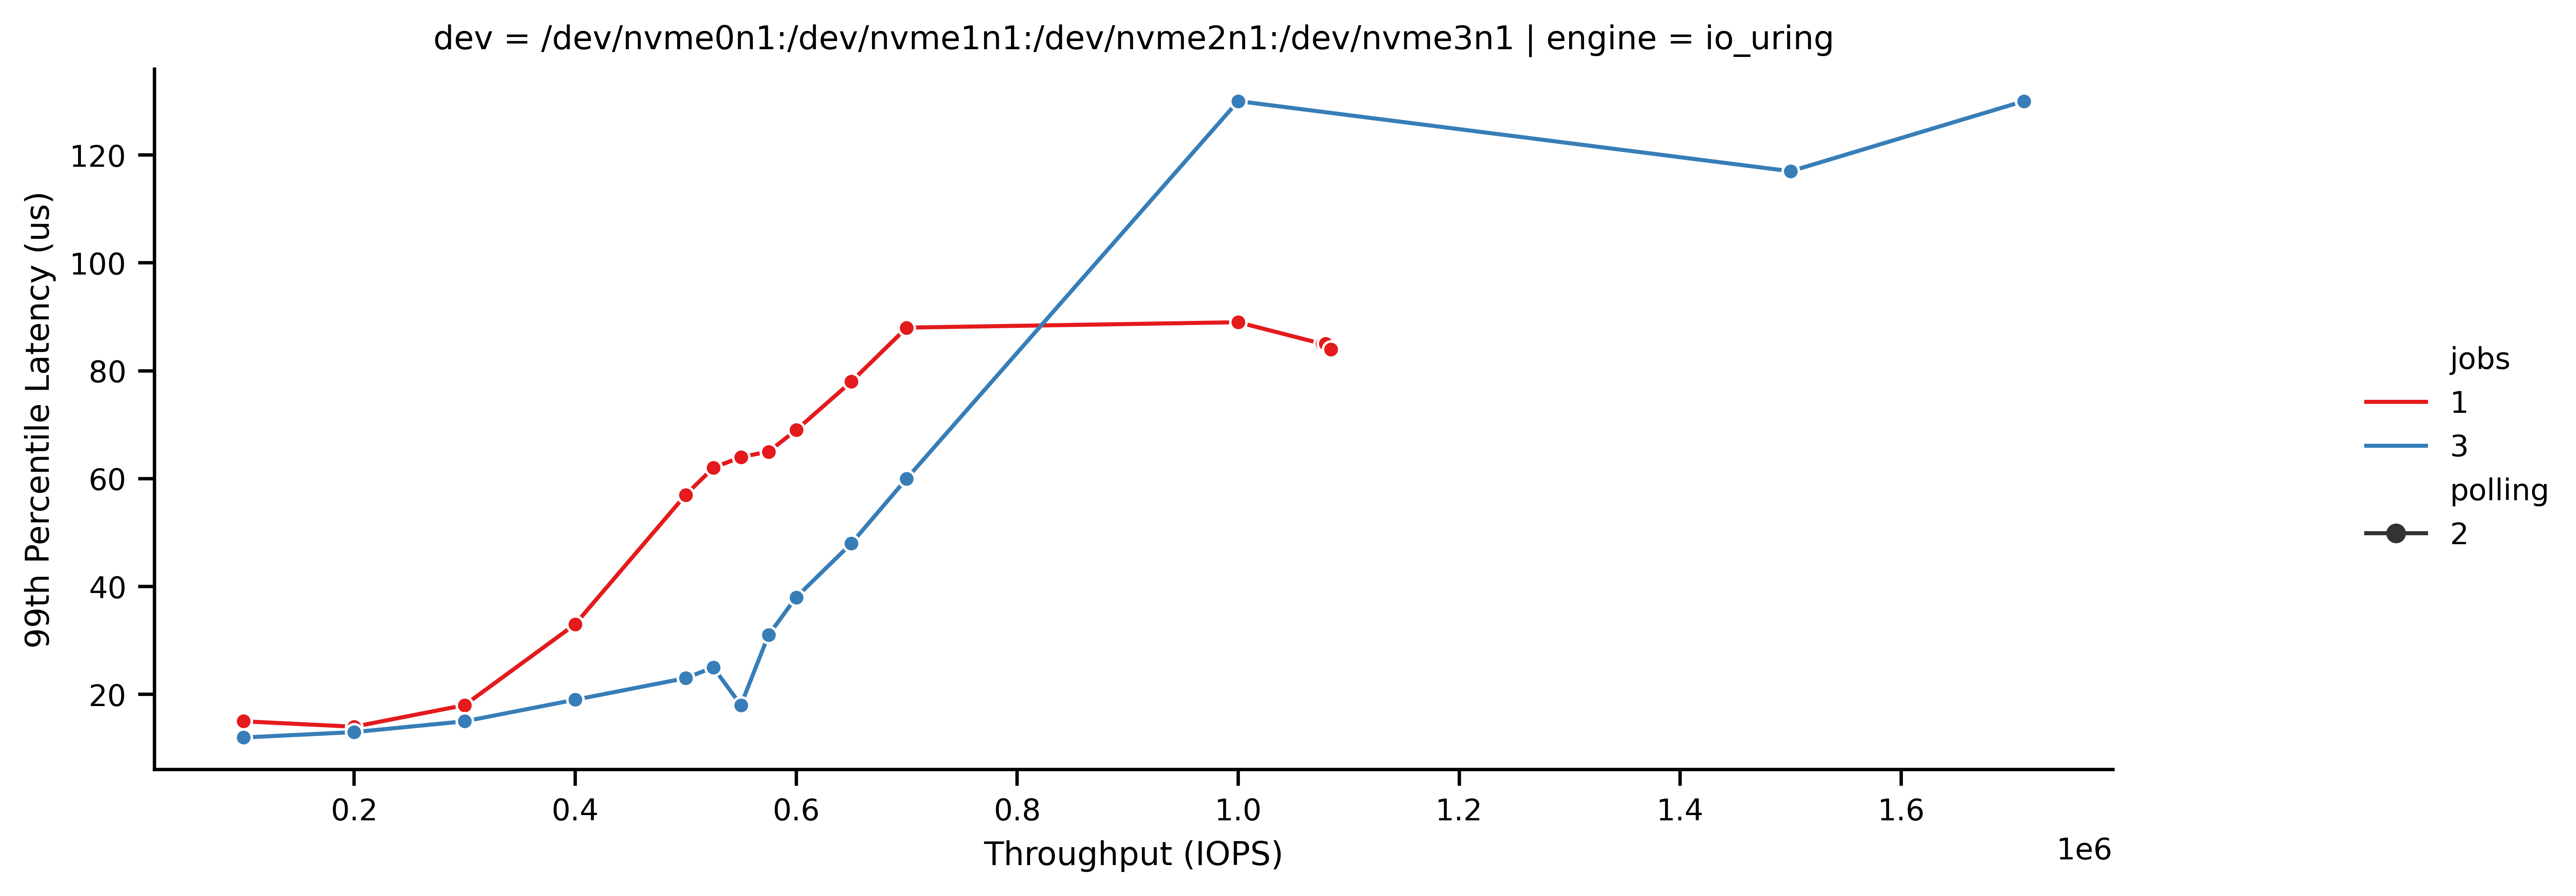 dev = /dev/nvme0n1:/dev/nvme1n1:/dev/nvme2n1:/dev/nvme3n1 | engine = io_uring
99th Percentile Latency (us)
120
100
80
60
40
20
0.2 0.4 0.6 0.8 1.0 1.2 1.4 1.6
1e6
Throughput (IOPS)
jobs
1
3
polling
2